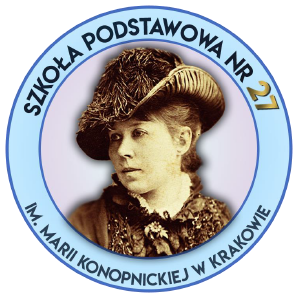 SZKOŁA PODSTAWOWA NR 27
IM. MARII KONOPNICKIEJ W KRAKOWIE